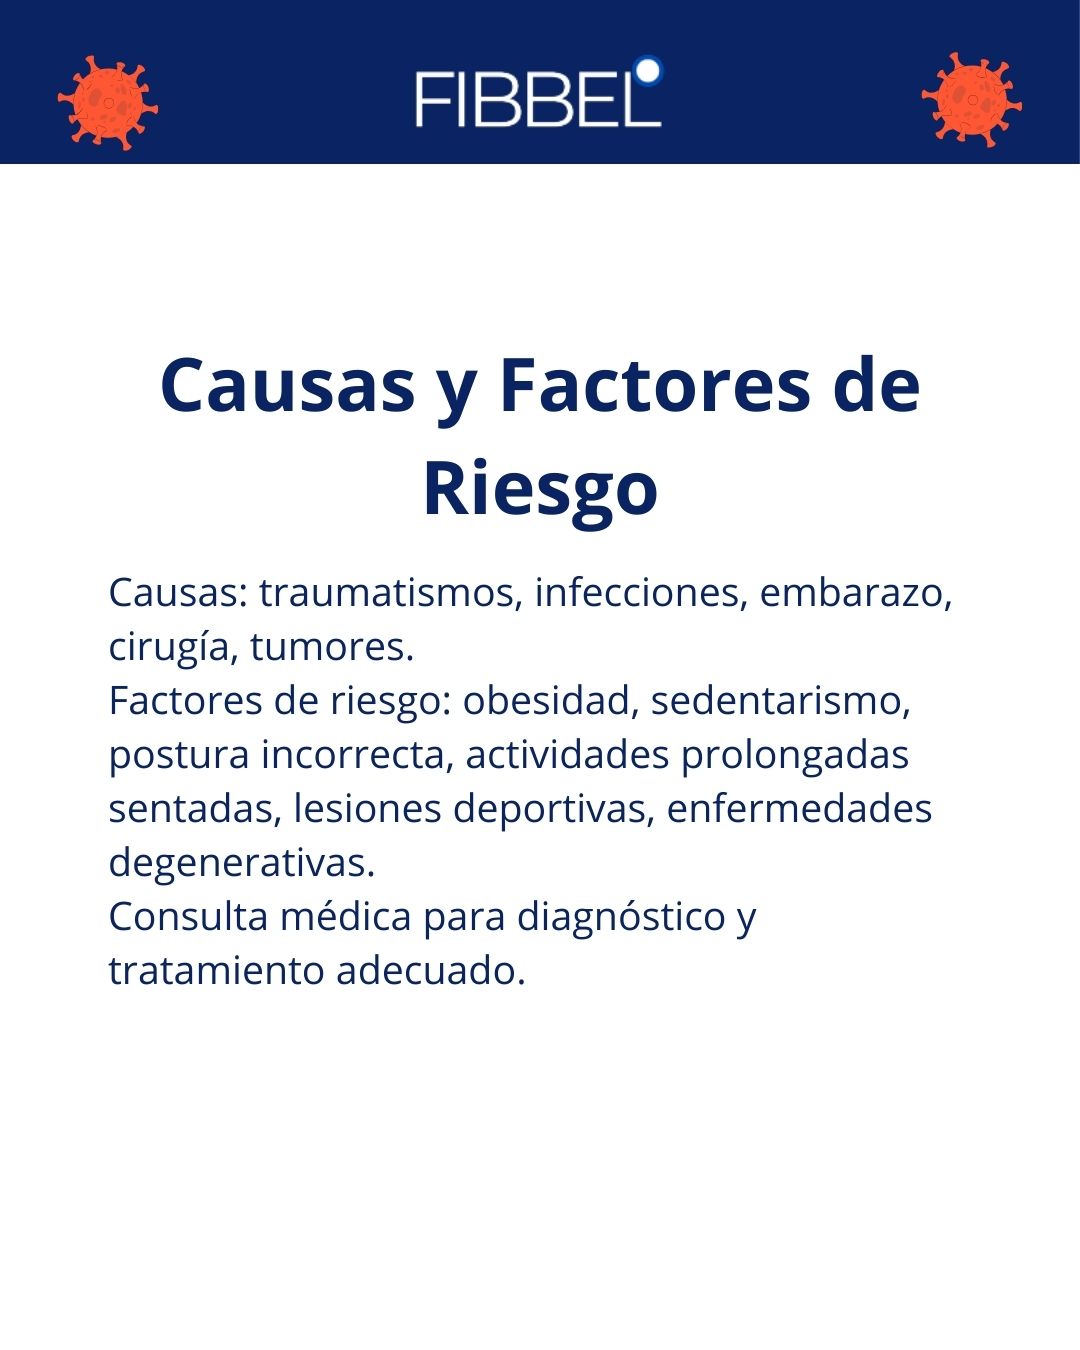 FIBBEL
Causas y Factores de
Riesgo
Causas: traumatismos, infecciones, embarazo,
cirugía, tumores.
Factores de riesgo: obesidad, sedentarismo,
postura incorrecta, actividades prolongadas
sentadas, lesiones deportivas, enfermedades
degenerativas.
Consulta médica para diagnóstico y
tratamiento adecuado.